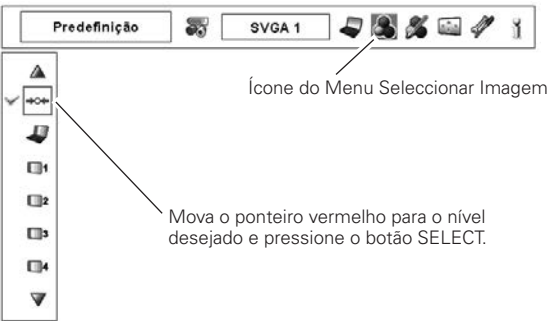 Predefinição
SVGA 1
Ícone do Menu Seleccionar Imagem
1
2
3
4
Mova o ponteiro vermelho para o nível
desejado e pressione o botão SELECT.